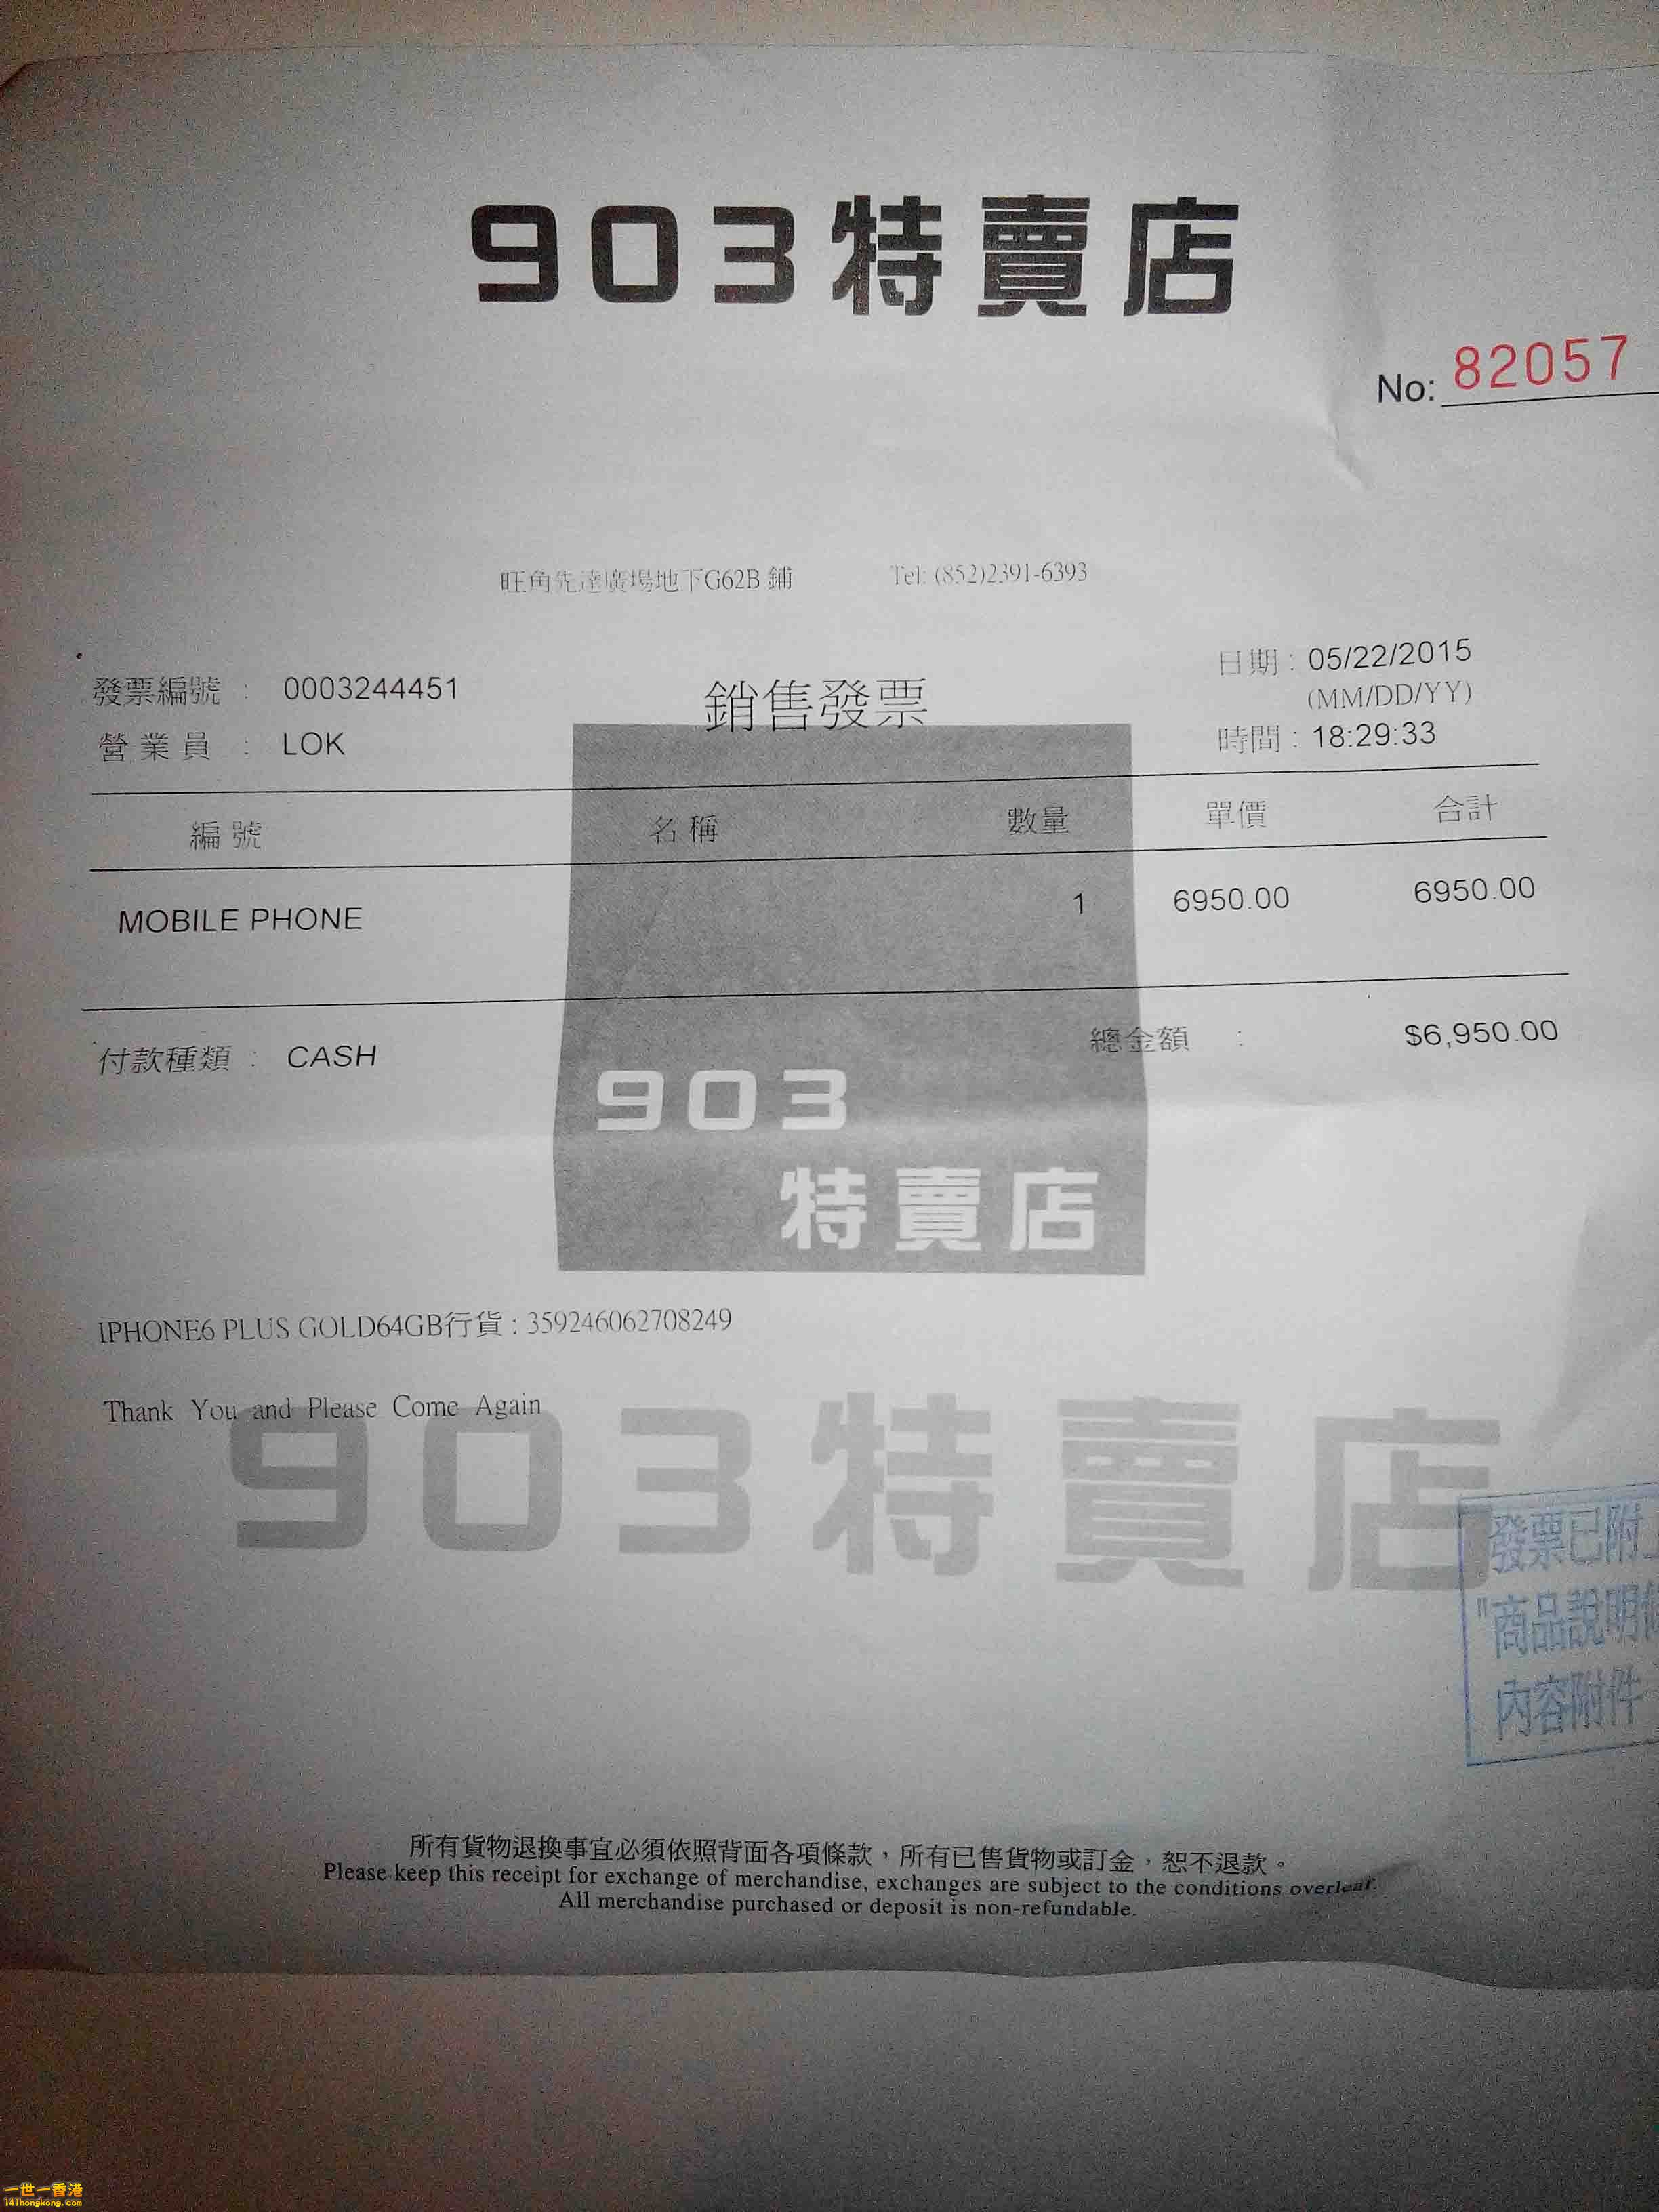 903特賣店
No: 82057
旺角先達廣場地下G62B 鋪 Tel: (852)2391-6393
發票編號 : 0003244451
銷售發票
日期 : 05/22/2015
(MM/DD/YY)
營業員 : LOK
時間 : 18:29:33
編號 名稱 數量 單價 合計
MOBILE PHONE 1 6950.00 6950.00
付款種類 : CASH
總金額 : $6,950.00
903
特賣店
IPHONE6 PLUS GOLD64GB行貨 : 359246062708249
Thank You and Please Come Again
903特賣店
發票已附
"商品說明
內容附件
所有貨物退換事宜必須依照背面各項條款，所有已售貨物或訂金，恕不退款。
Please keep this receipt for exchange of merchandise, exchanges are subject to the conditions overleaf.
All merchandise purchased or deposit is non-refundable.
一世一香港
141hongkong.com